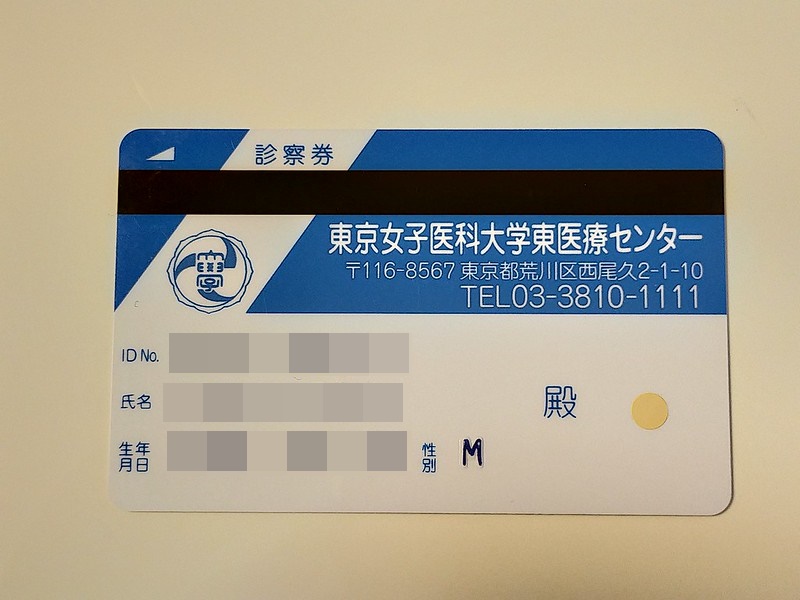 診察券
東京女子医科大学東医療センター
〒116-8567 東京都荒川区西尾久2-1-10
TEL03-3810-1111
ID No.
氏名 殿
生年月日 性別 M